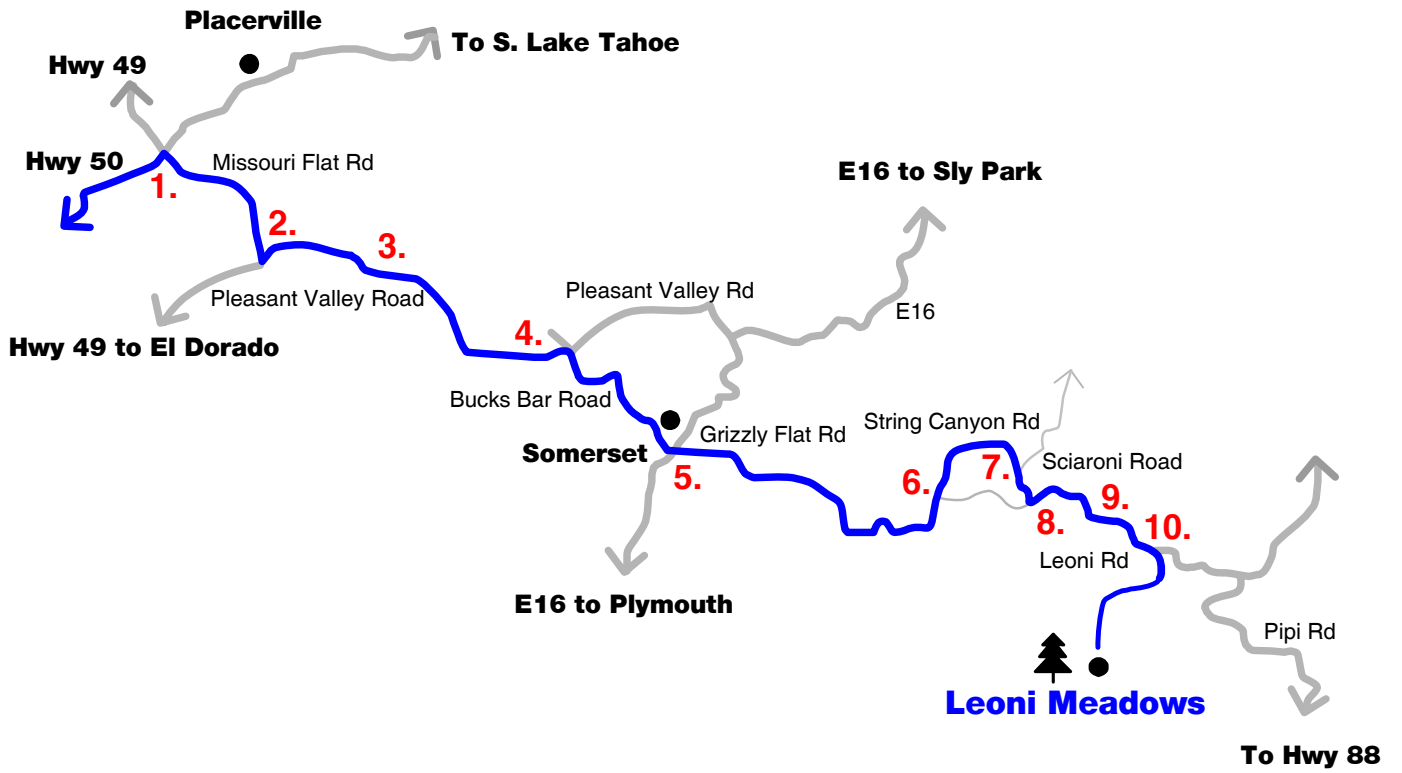 Placerville
To S. Lake Tahoe
Hwy 49
Hwy 50
Missouri Flat Rd
1.
E16 to Sly Park
2.
3.
Pleasant Valley Rd
Pleasant Valley Road
E16
Hwy 49 to El Dorado
4.
Bucks Bar Road
String Canyon Rd
Grizzly Flat Rd
Somerset
Sciaroni Road
5.
6.
7.
8.
9.
10.
Leoni Rd
E16 to Plymouth
Pipi Rd
Leoni Meadows
To Hwy 88